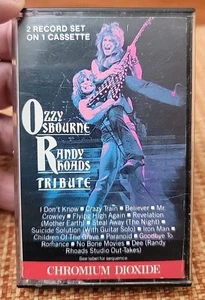 2 RECORD SET
ON 1 CASSETTE
OZZY
OSBOURNE
RANDY
RHOADS
TRIBUTE
I Don't Know ■ Crazy Train ■ Believer ■ Mr.
Crowley ■ Flying High Again ■ Revelation
(Mother Earth) ■ Steal Away (The Night) ■
Suicide Solution (With Guitar Solo) ■ Iron Man ■
Children Of The Grave ■ Paranoid ■ Goodbye To
Romance ■ No Bone Movies ■ Dee (Randy
Rhoads Studio Out-Takes)
See label for sequence
CHROMIUM DIOXIDE